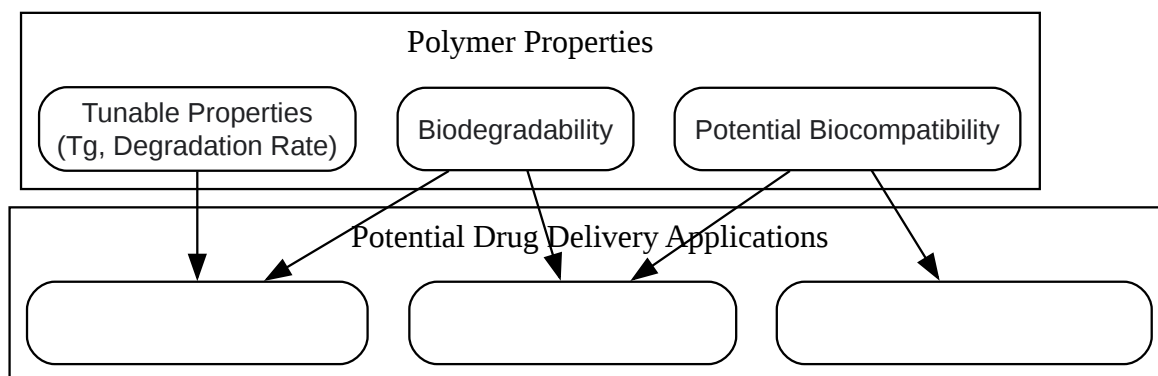 Polymer Properties
Tunable Properties
(Tg, Degradation Rate)
Biodegradability
Potential Biocompatibility
Potential Drug Delivery Applications